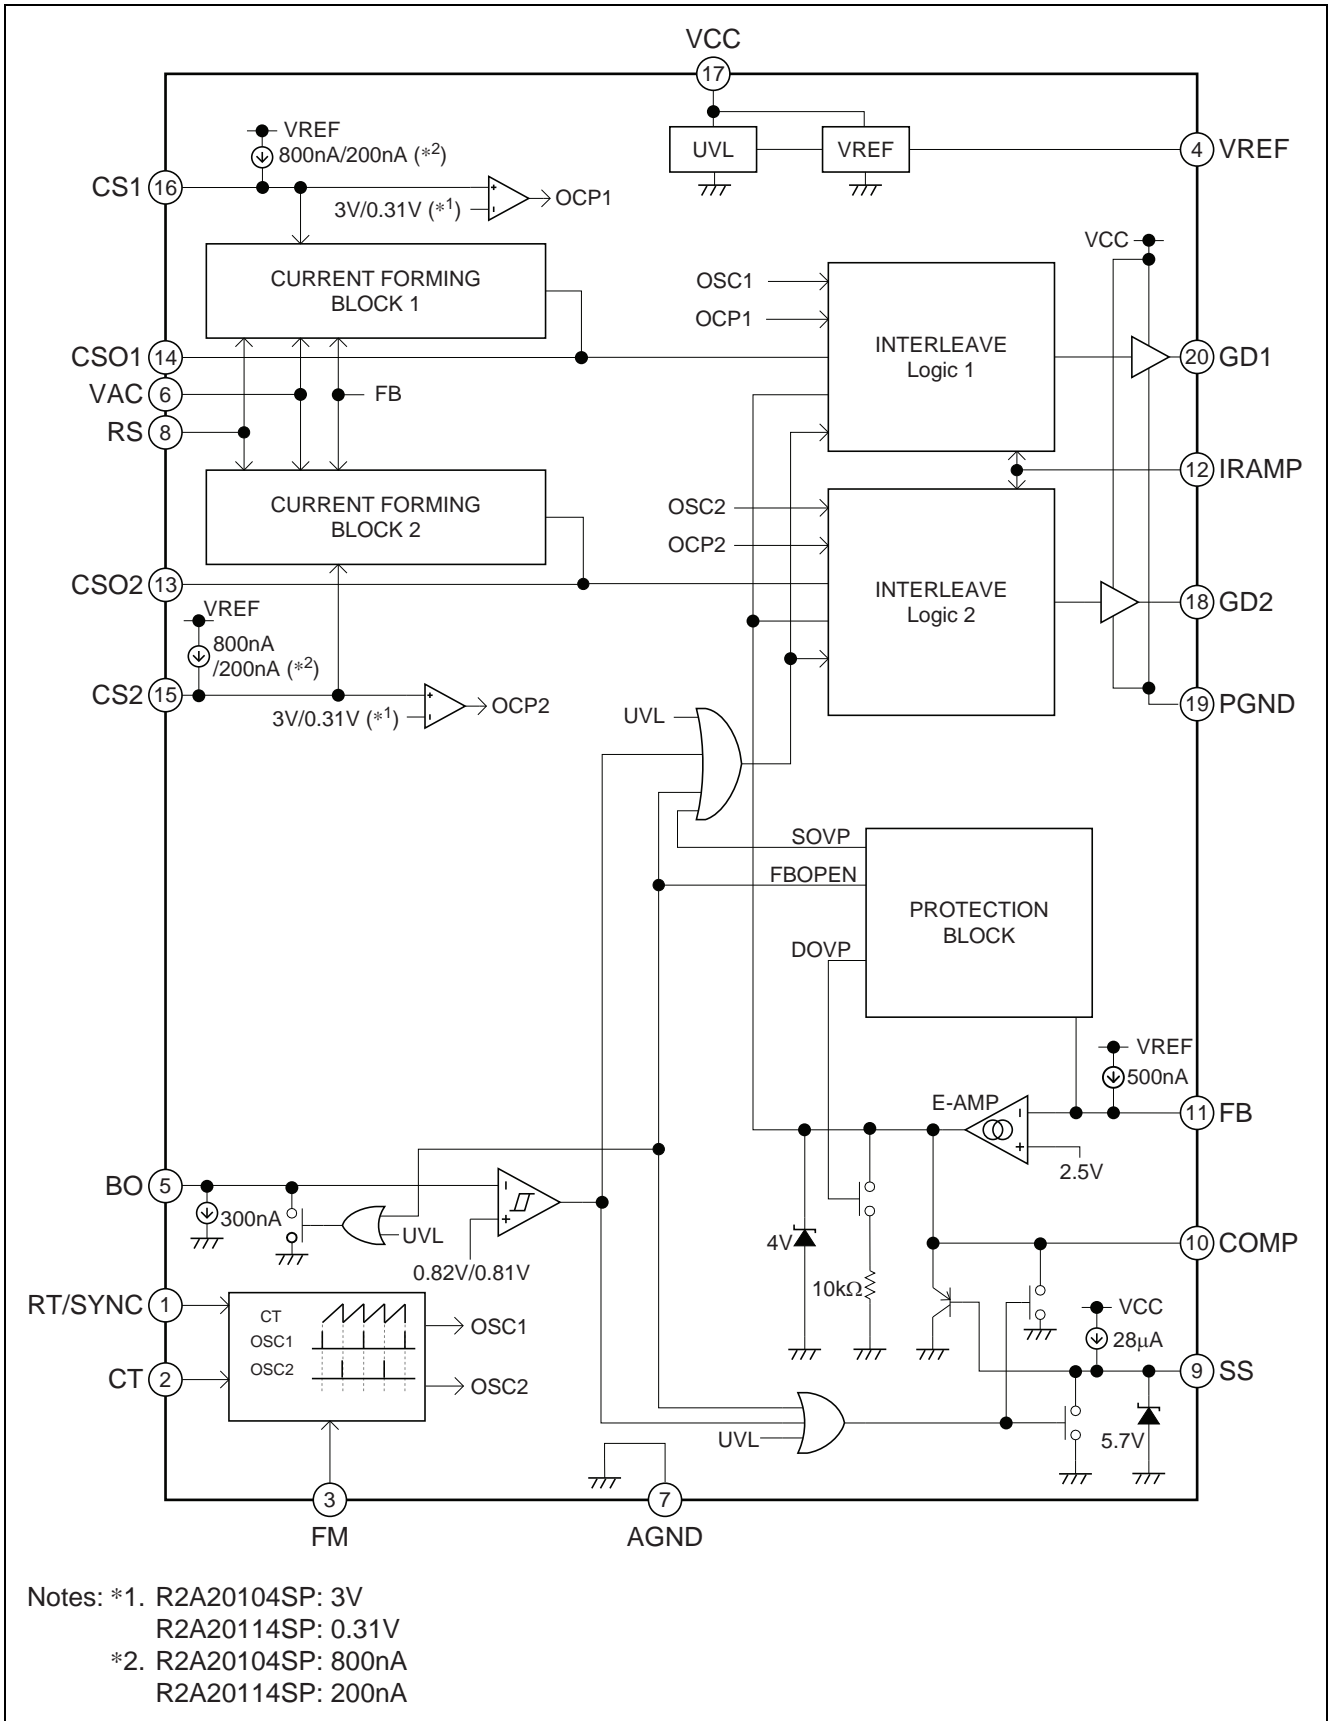 VCC
17
VREF
800nA/200nA (*2)
UVL
VREF
4 VREF
CS1 16
3V/0.31V (*1)
OCP1
VCC
CURRENT FORMING
BLOCK 1
OSC1
OCP1
INTERLEAVE
Logic 1
CSO1 14
20 GD1
VAC 6
FB
RS 8
12 IRAMP
CURRENT FORMING
BLOCK 2
OSC2
OCP2
INTERLEAVE
Logic 2
CSO2 13
18 GD2
VREF
800nA
/200nA (*2)
CS2 15
3V/0.31V (*1)
OCP2
19 PGND
UVL
SOVP
FBOPEN
DOVP
PROTECTION
BLOCK
VREF
500nA
E-AMP
11 FB
2.5V
BO 5
300nA
UVL
0.82V/0.81V
4V
10kΩ
10 COMP
RT/SYNC 1
CT
OSC1
OSC2
OSC1
OSC2
VCC
28μA
CT 2
9 SS
UVL
5.7V
3
FM
7
AGND
Notes: *1. R2A20104SP: 3V
R2A20114SP: 0.31V
*2. R2A20104SP: 800nA
R2A20114SP: 200nA